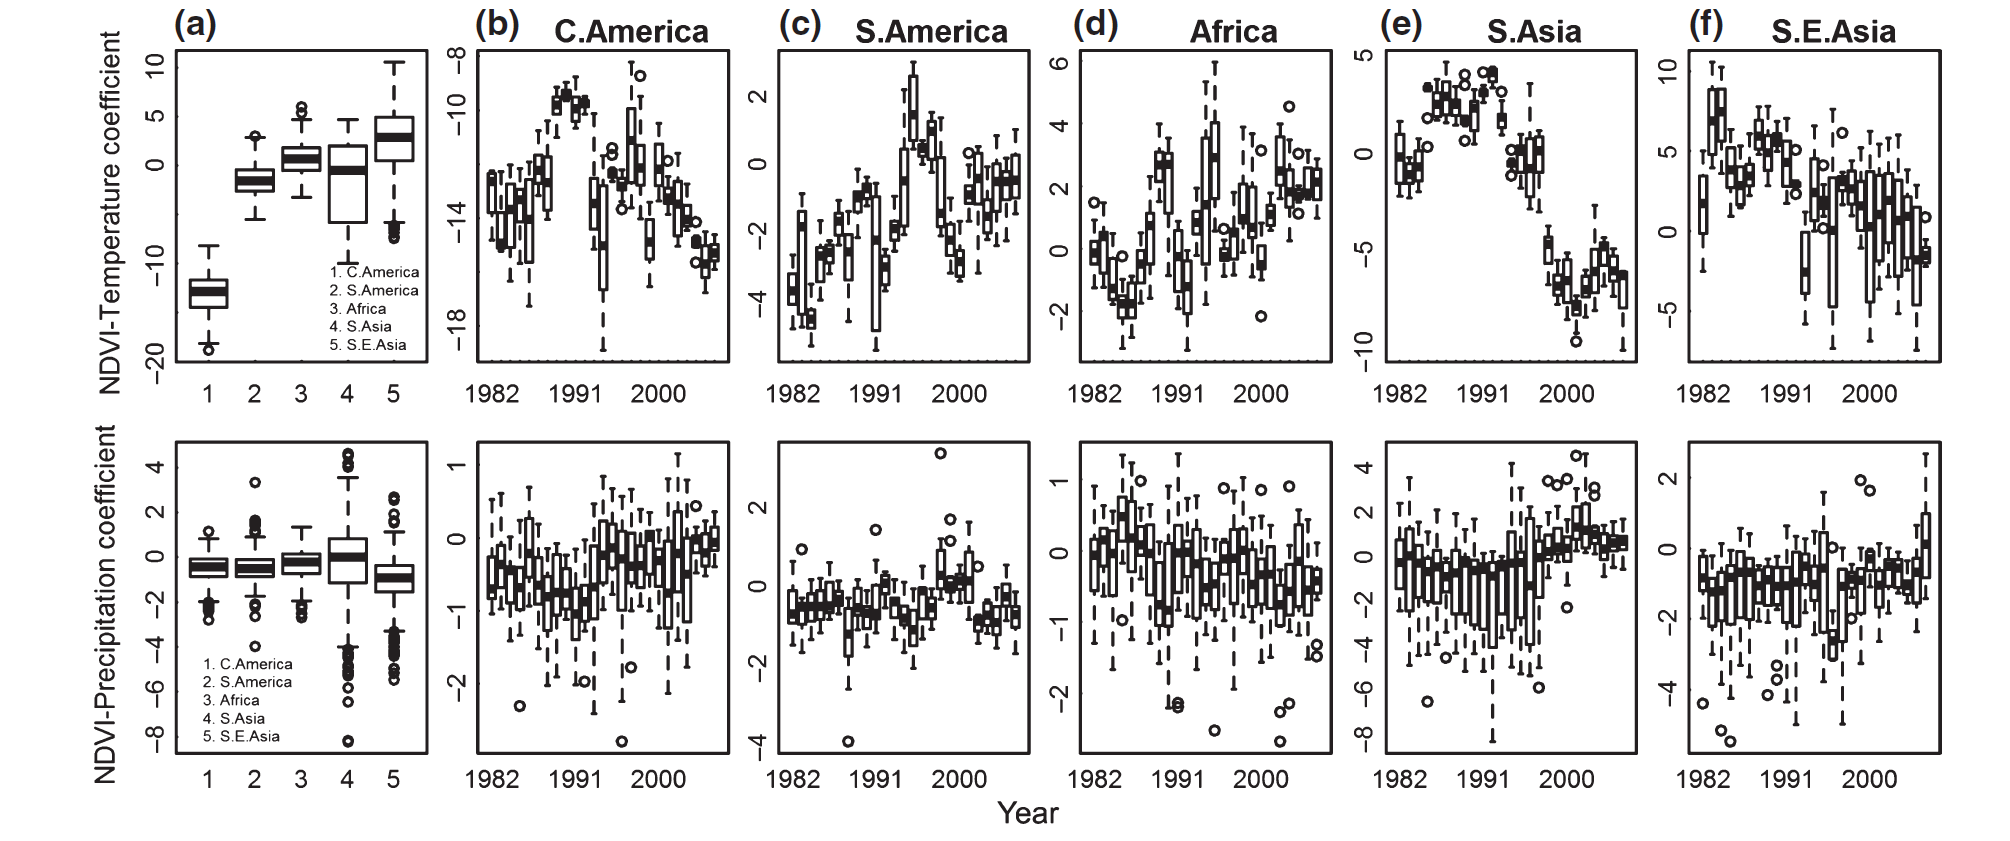 (a) (b) C.America (c) S.America (d) Africa (e) S.Asia (f) S.E.Asia
NDVI-Temperature coefficient
10 5 0 −10 −20
1. C.America
2. S.America
3. Africa
4. S.Asia
5. S.E.Asia
1 2 3 4 5
−8 −10 −14 −18
1982 1991 2000
2 0 −2 −4
1982 1991 2000
6 4 2 0 −2
1982 1991 2000
5 0 −5 −10
1982 1991 2000
10 5 0 −5
1982 1991 2000
NDVI-Precipitation coefficient
4 2 0 −2 −4 −6 −8
1. C.America
2. S.America
3. Africa
4. S.Asia
5. S.E.Asia
1 2 3 4 5
1 0 −1 −2
1982 1991 2000
2 0 −2 −4
1982 1991 2000
1 0 −1 −2
1982 1991 2000
4 2 0 −2 −4 −6 −8
1982 1991 2000
2 0 −2 −4
1982 1991 2000
Year